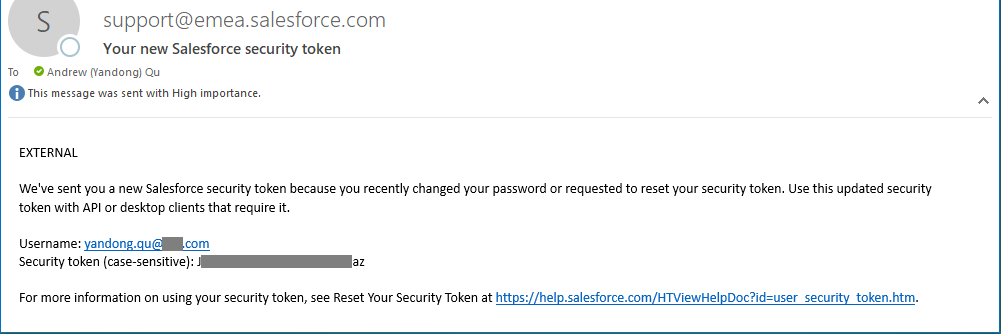 S
support@emea.salesforce.com
Your new Salesforce security token
To Andrew (Yandong) Qu
This message was sent with High importance.
EXTERNAL
We've sent you a new Salesforce security token because you recently changed your password or requested to reset your security token. Use this updated security
token with API or desktop clients that require it.
Username: yandong.qu@ .com
Security token (case-sensitive): J az
For more information on using your security token, see Reset Your Security Token at https://help.salesforce.com/HTViewHelpDoc?id=user_security_token.htm.